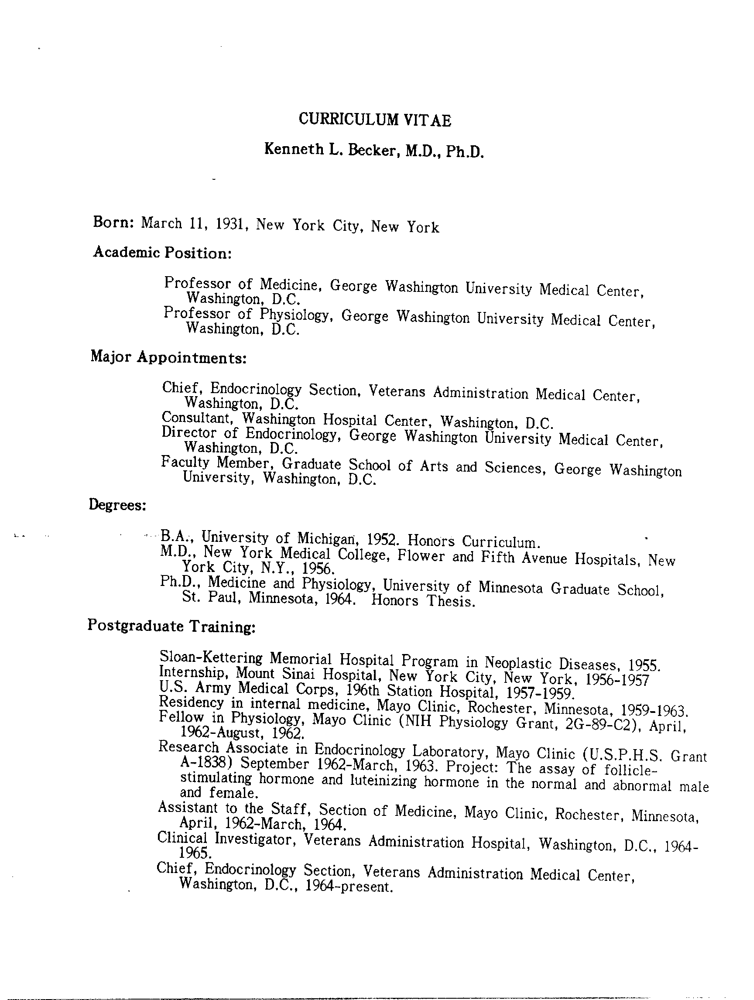 CURRICULUM VITAE
Kenneth L. Becker, M.D., Ph.D.
Born: March 11, 1931, New York City, New York
Academic Position:
Professor of Medicine, George Washington University Medical Center,
Washington, D.C.
Professor of Physiology, George Washington University Medical Center,
Washington, D.C.
Major Appointments:
Chief, Endocrinology Section, Veterans Administration Medical Center,
Washington, D.C.
Consultant, Washington Hospital Center, Washington, D.C.
Director of Endocrinology, George Washington University Medical Center,
Washington, D.C.
Faculty Member, Graduate School of Arts and Sciences, George Washington
University, Washington, D.C.
Degrees:
B.A., University of Michigan, 1952. Honors Curriculum.
M.D., New York Medical College, Flower and Fifth Avenue Hospitals, New
York City, N.Y., 1956.
Ph.D., Medicine and Physiology, University of Minnesota Graduate School,
St. Paul, Minnesota, 1964. Honors Thesis.
Postgraduate Training:
Sloan-Kettering Memorial Hospital Program in Neoplastic Diseases, 1955.
Internship, Mount Sinai Hospital, New York City, New York, 1956-1957
U.S. Army Medical Corps, 196th Station Hospital, 1957-1959.
Residency in internal medicine, Mayo Clinic, Rochester, Minnesota, 1959-1963.
Fellow in Physiology, Mayo Clinic (NIH Physiology Grant, 2G-89-C2), April,
1962-August, 1962.
Research Associate in Endocrinology Laboratory, Mayo Clinic (U.S.P.H.S. Grant
A-1838) September 1962-March, 1963. Project: The assay of follicle-
stimulating hormone and luteinizing hormone in the normal and abnormal male
and female.
Assistant to the Staff, Section of Medicine, Mayo Clinic, Rochester, Minnesota,
April, 1962-March, 1964.
Clinical Investigator, Veterans Administration Hospital, Washington, D.C., 1964-
1965.
Chief, Endocrinology Section, Veterans Administration Medical Center,
Washington, D.C., 1964-present.